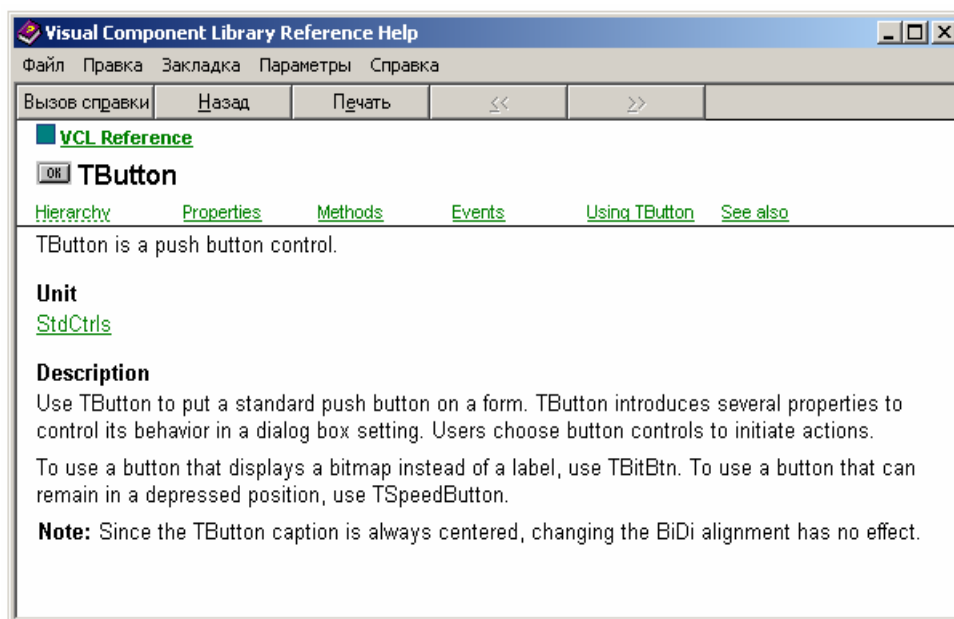 Visual Component Library Reference Help
Файл Правка Закладка Параметры Справка
Вызов справки Назад Печать << >>
VCL Reference
OK TButton
Hierarchy Properties Methods Events Using TButton See also
TButton is a push button control.
Unit
StdCtrls
Description
Use TButton to put a standard push button on a form. TButton introduces several properties to
control its behavior in a dialog box setting. Users choose button controls to initiate actions.
To use a button that displays a bitmap instead of a label, use TBitBtn. To use a button that can
remain in a depressed position, use TSpeedButton.
Note: Since the TButton caption is always centered, changing the BiDi alignment has no effect.